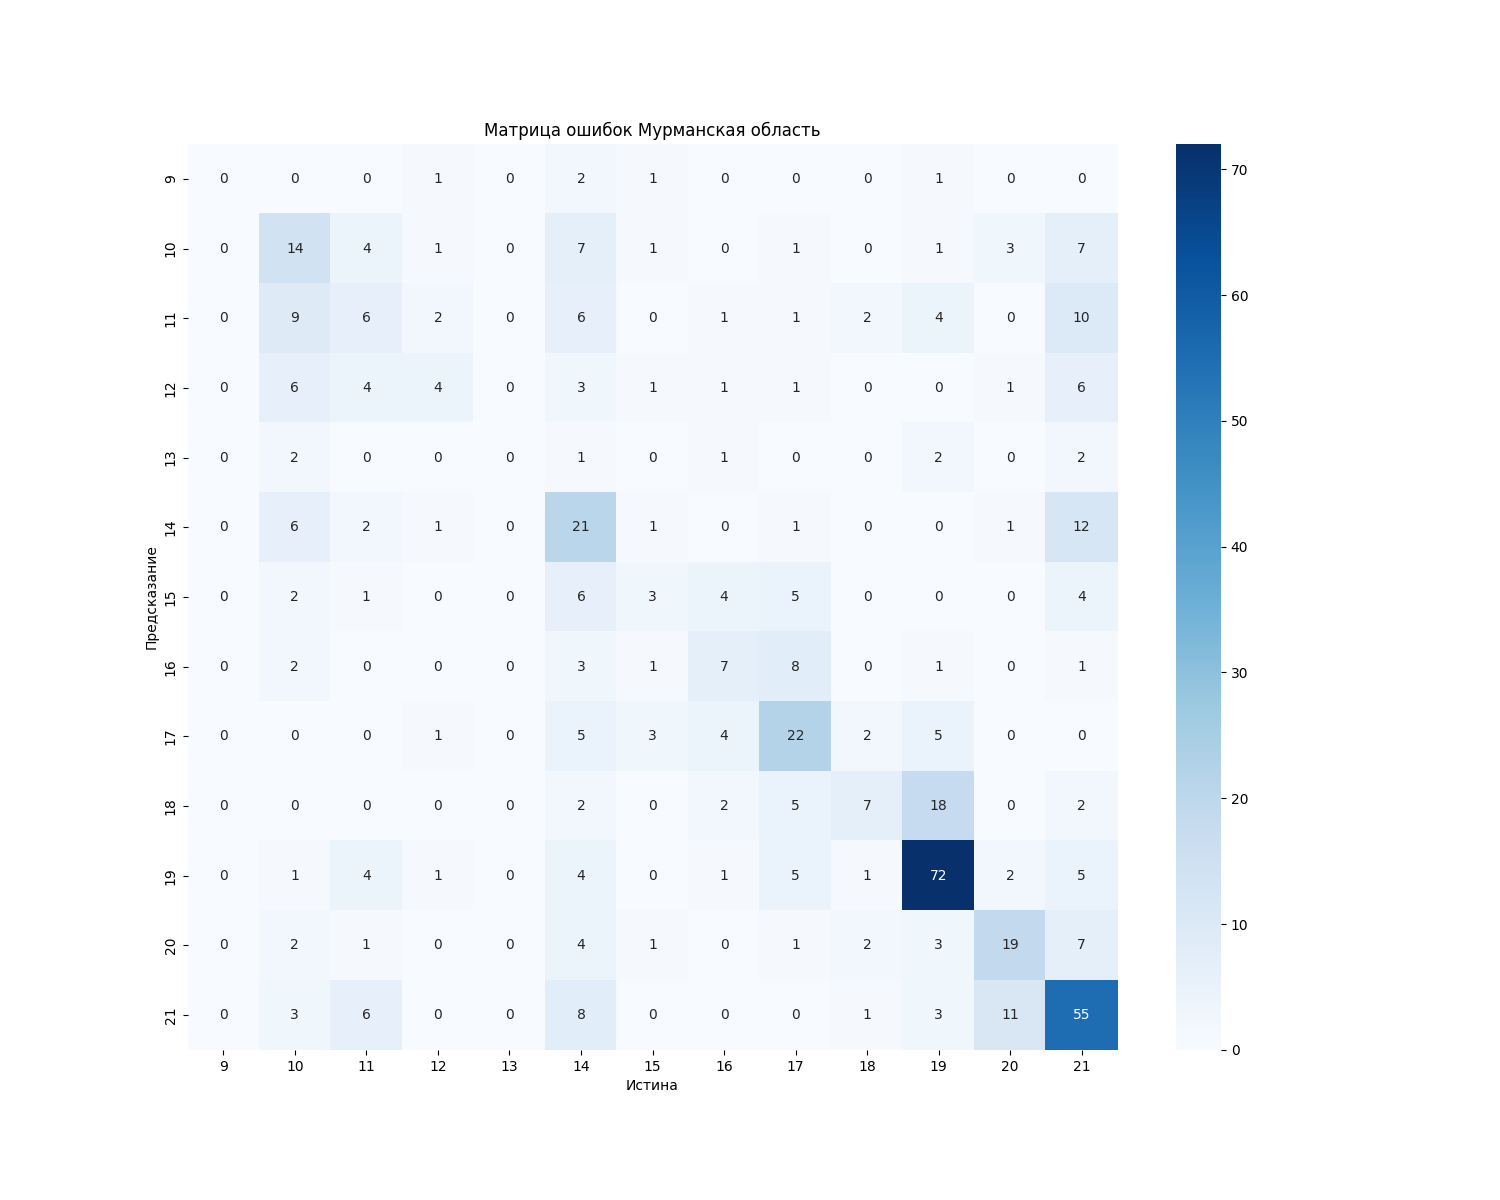 Матрица ошибок Мурманская область
9 0 0 0 1 0 2 1 0 0 0 1 0 0
10 0 14 4 1 0 7 1 0 1 0 1 3 7
11 0 9 6 2 0 6 0 1 1 2 4 0 10
12 0 6 4 4 0 3 1 1 1 0 0 1 6
13 0 2 0 0 0 1 0 1 0 0 2 0 2
14 0 6 2 1 0 21 1 0 1 0 0 1 12
15 0 2 1 0 0 6 3 4 5 0 0 0 4
16 0 2 0 0 0 3 1 7 8 0 1 0 1
17 0 0 0 1 0 5 3 4 22 2 5 0 0
18 0 0 0 0 0 2 0 2 5 7 18 0 2
19 0 1 4 1 0 4 0 1 5 1 72 2 5
20 0 2 1 0 0 4 1 0 1 2 3 19 7
21 0 3 6 0 0 8 0 0 0 1 3 11 55
9 10 11 12 13 14 15 16 17 18 19 20 21
Истина
Предсказание
70
60
50
40
30
20
10
0